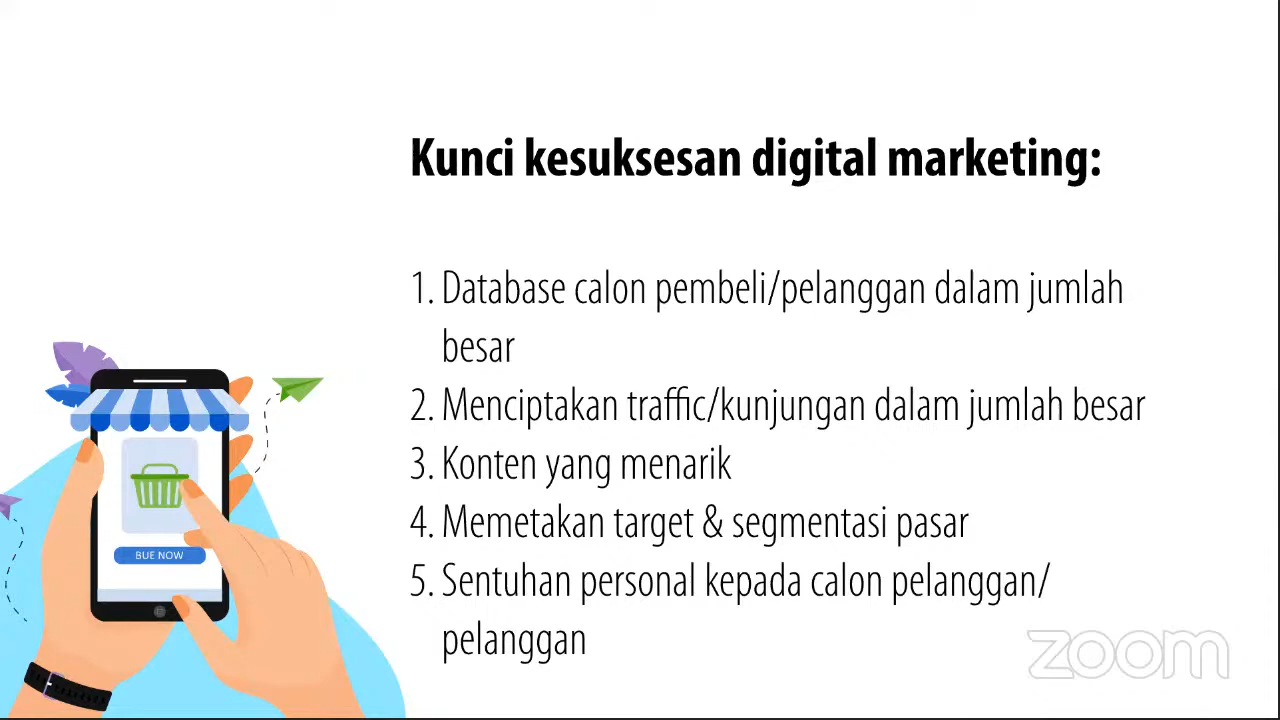 Kunci kesuksesan digital marketing:
1. Database calon pembeli/pelanggan dalam jumlah
besar
2. Menciptakan traffic/kunjungan dalam jumlah besar
3. Konten yang menarik
4. Memetakan target & segmentasi pasar
5. Sentuhan personal kepada calon pelanggan/
pelanggan
BUE NOW
zoom